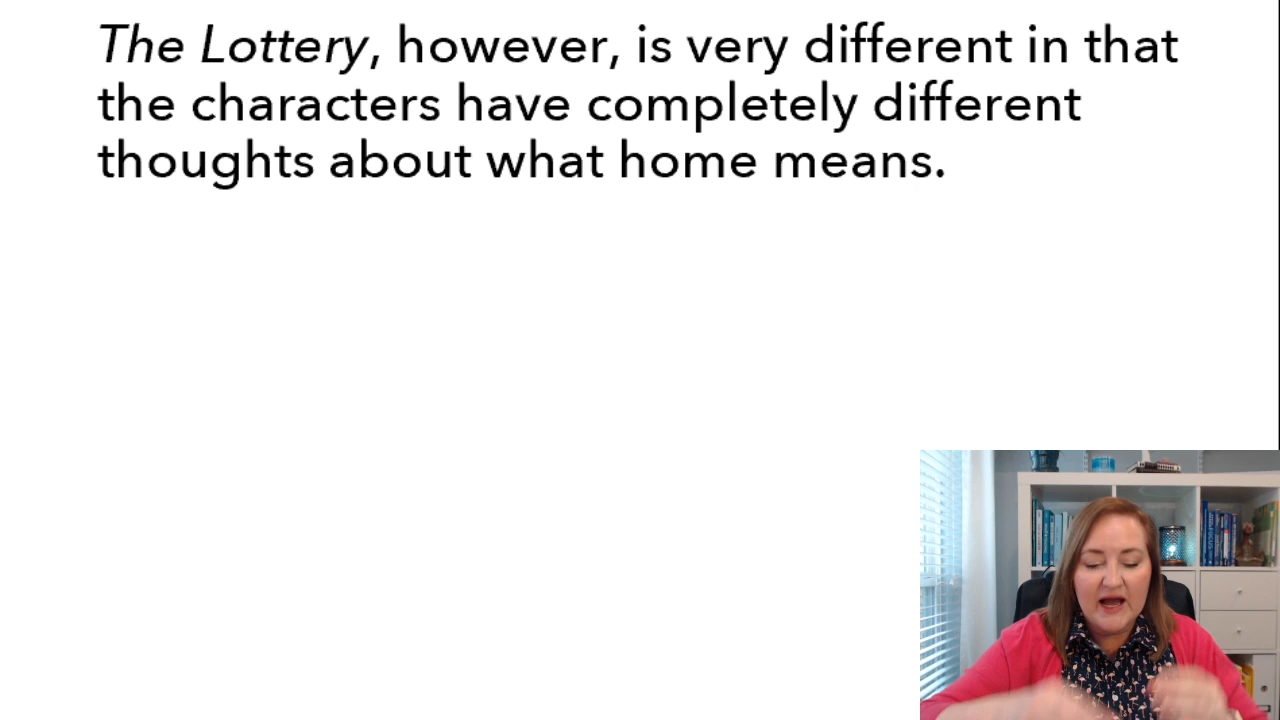 The Lottery, however, is very different in that
the characters have completely different
thoughts about what home means.